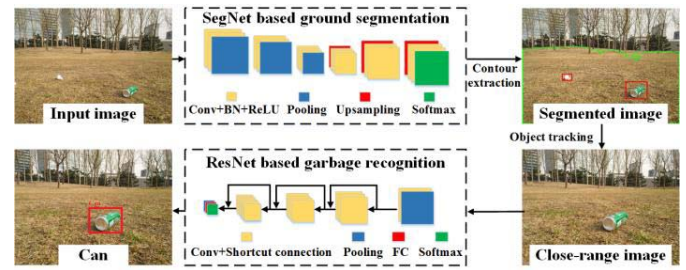 SegNet based ground segmentation
Conv+BN+ReLU Pooling Upsampling Softmax
Input image
Contour
extraction
Segmented image
Object tracking
Close-range image
ResNet based garbage recognition
Conv+Shortcut connection Pooling FC Softmax
Can